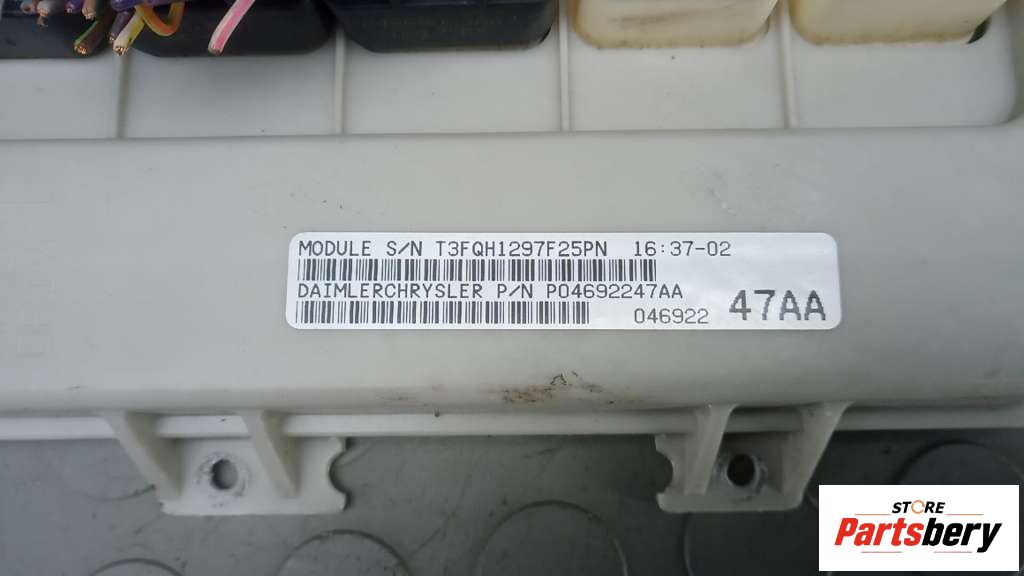 MODULE S/N T3FQH1297F25PN 16:37-02
DAIMLERCHRYSLER P/N P04692247AA
046922 47AA
STORE
Partsbery